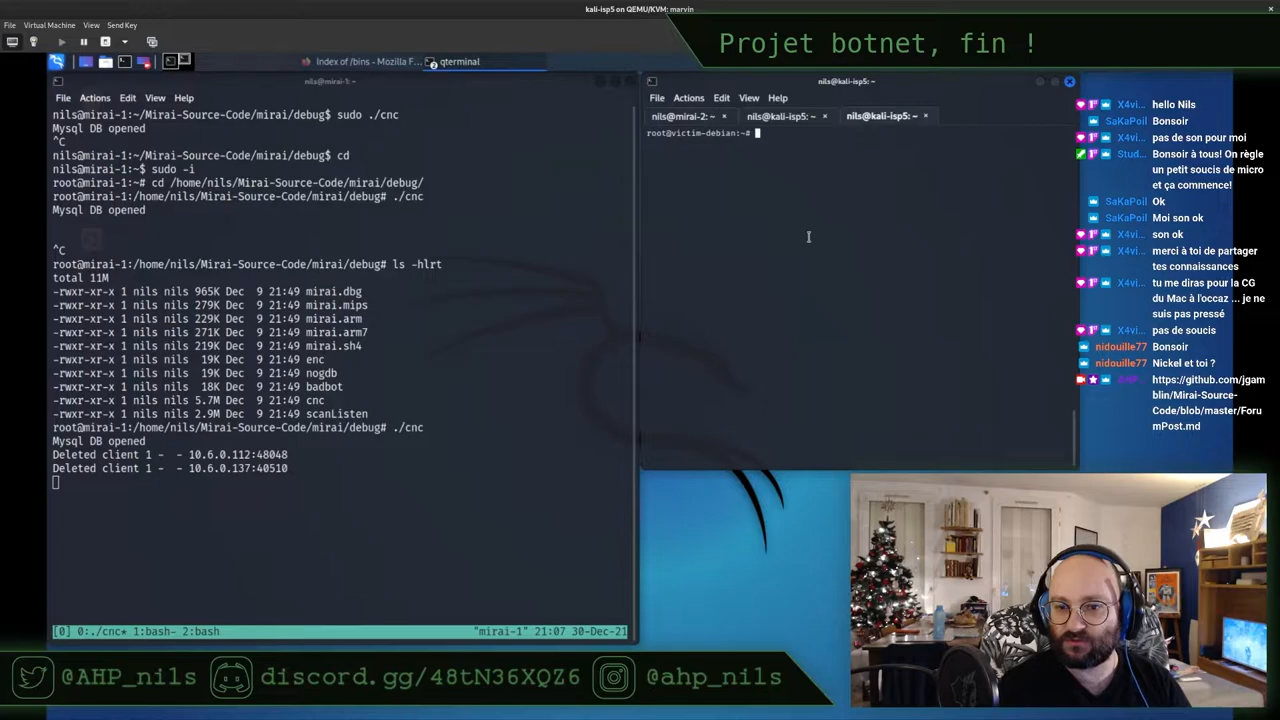 kali-isp5 on QEMU/KVM: marvin
File Virtual Machine View Send Key
Projet botnet, fin !
Index of /bins - Mozilla F... qterminal
nils@mirai-1: ~
File Actions Edit View Help
nils@mirai-1:~/Mirai-Source-Code/mirai/debug$ sudo ./cnc
Mysql DB opened
^C
nils@mirai-1:~/Mirai-Source-Code/mirai/debug$ cd
nils@mirai-1:~$ sudo -i
root@mirai-1:~# cd /home/nils/Mirai-Source-Code/mirai/debug/
root@mirai-1:/home/nils/Mirai-Source-Code/mirai/debug# ./cnc
Mysql DB opened
^C
root@mirai-1:/home/nils/Mirai-Source-Code/mirai/debug# ls -hlrt
total 11M
-rwxr-xr-x 1 nils nils 965K Dec 9 21:49 mirai.dbg
-rwxr-xr-x 1 nils nils 279K Dec 9 21:49 mirai.mips
-rwxr-xr-x 1 nils nils 229K Dec 9 21:49 mirai.arm
-rwxr-xr-x 1 nils nils 271K Dec 9 21:49 mirai.arm7
-rwxr-xr-x 1 nils nils 219K Dec 9 21:49 mirai.sh4
-rwxr-xr-x 1 nils nils 19K Dec 9 21:49 enc
-rwxr-xr-x 1 nils nils 19K Dec 9 21:49 nogdb
-rwxr-xr-x 1 nils nils 18K Dec 9 21:49 badbot
-rwxr-xr-x 1 nils nils 5.7M Dec 9 21:49 cnc
-rwxr-xr-x 1 nils nils 2.9M Dec 9 21:49 scanListen
root@mirai-1:/home/nils/Mirai-Source-Code/mirai/debug# ./cnc
Mysql DB opened
Deleted client 1 - - 10.6.0.112:48048
Deleted client 1 - - 10.6.0.137:40510
[0] 0:./cnc* 1:bash- 2:bash "mirai-1" 21:07 30-Dec-21
nils@kali-isp5: ~
File Actions Edit View Help
nils@mirai-2: ~ × nils@kali-isp5: ~ × nils@kali-isp5: ~ ×
root@victim-debian:~#
X4vi... hello Nils
SaKaPoil Bonsoir
X4vi... pas de son pour moi
Stud... Bonsoir à tous! On règle
un petit soucis de micro
et ça commence!
SaKaPoil Ok
SaKaPoil Moi son ok
X4vi... son ok
X4vi... merci à toi de partager
tes connaissances
X4vi... tu me diras pour la CG
du Mac à l'occaz ... je ne
suis pas pressé
X4vi... pas de soucis
nidouille77 Bonsoir
nidouille77 Nickel et toi ?
AHP_... https://github.com/jgam
blin/Mirai-Source-
Code/blob/master/Foru
mPost.md
@AHP_nils discord.gg/48tN36XQZ6 @ahp_nils